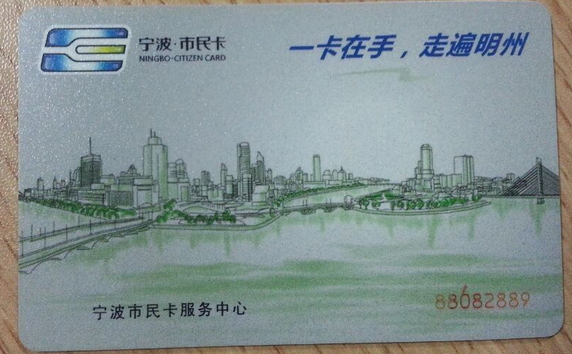 宁波·市民卡
NINGBO·CITIZEN CARD
一卡在手，走遍明州
宁波市民卡服务中心
88682889